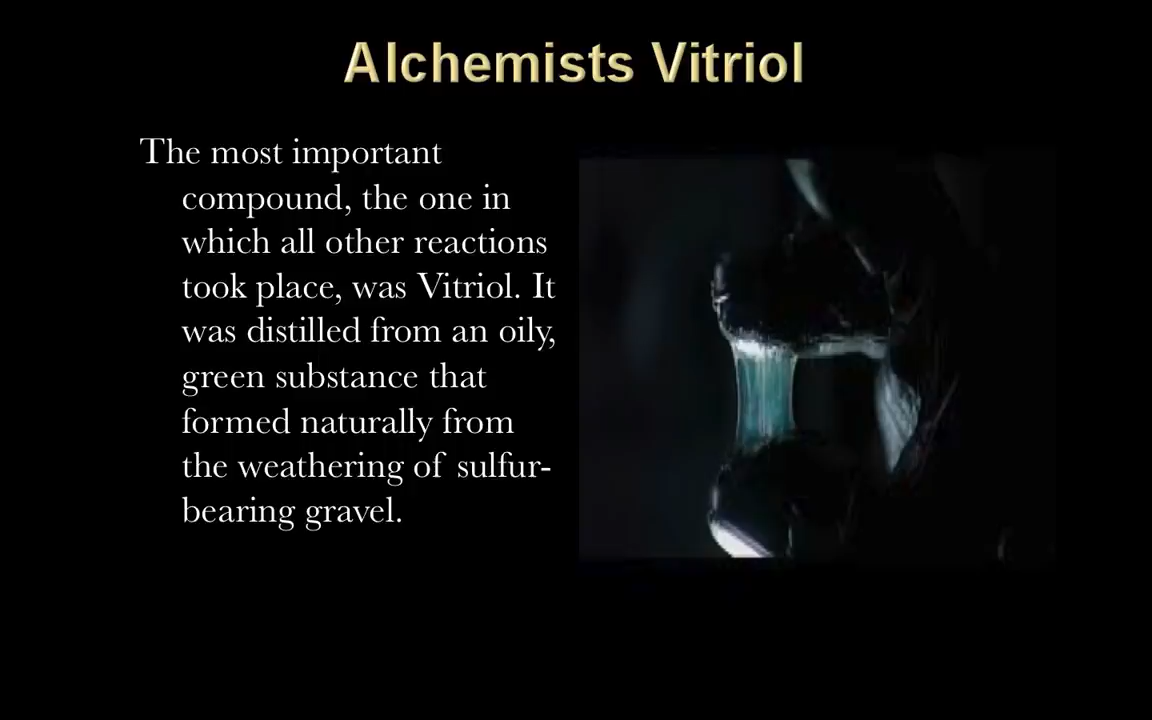 Alchemists Vitriol
The most important
compound, the one in
which all other reactions
took place, was Vitriol. It
was distilled from an oily,
green substance that
formed naturally from
the weathering of sulfur-
bearing gravel.